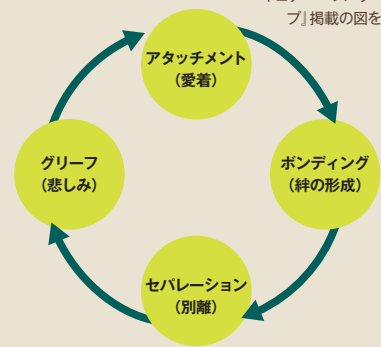 プ』掲載の図を
アタッチメント
（愛着）
ボンディング
（絆の形成）
セパレーション
（別離）
グリーフ
（悲しみ）